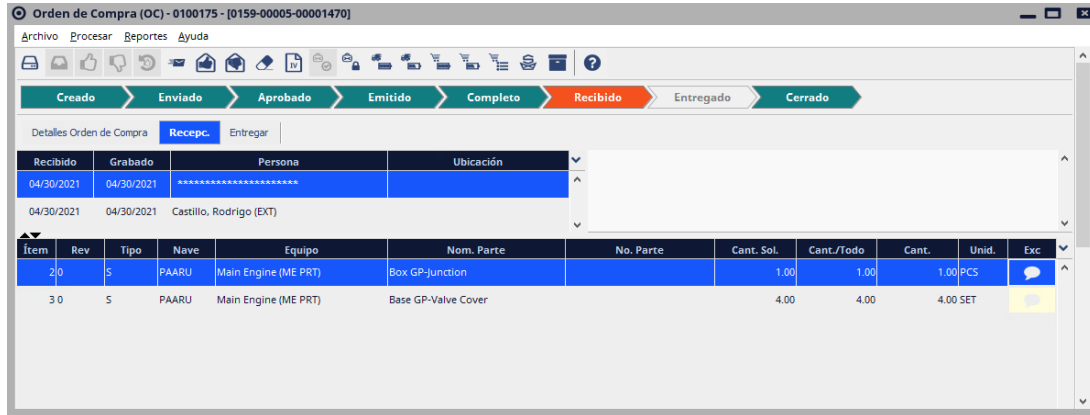 Orden de Compra (OC) - 0100175 - [0159-00005-00001470]
Archivo Procesar Reportes Ayuda
Creado Enviado Aprobado Emitido Completo Recibido Entregado Cerrado
Detalles Orden de Compra Recepc. Entregar
Recibido Grabado Persona Ubicación
04/30/2021 04/30/2021 **********************
04/30/2021 04/30/2021 Castillo, Rodrigo (EXT)
Ítem Rev Tipo Nave Equipo Nom. Parte No. Parte Cant. Sol. Cant./Todo Cant. Unid. Exc
2 0 S PAARU Main Engine (ME PRT) Box GP-Junction 1.00 1.00 1.00 PCS
3 0 S PAARU Main Engine (ME PRT) Base GP-Valve Cover 4.00 4.00 4.00 SET